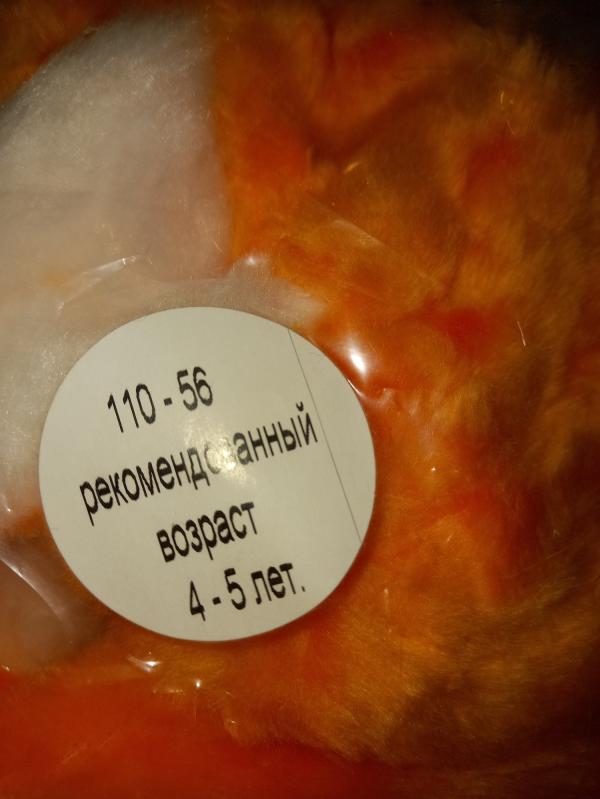 110 - 56
рекомендованный
возраст
4 - 5 лет.